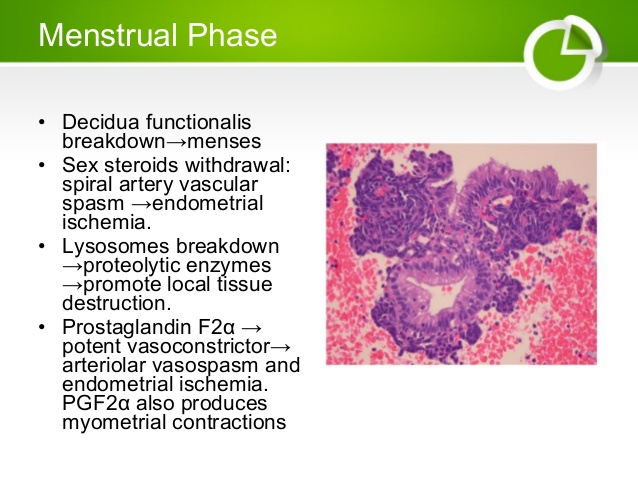 Menstrual Phase
• Decidua functionalis
breakdown→menses
• Sex steroids withdrawal:
spiral artery vascular
spasm →endometrial
ischemia.
• Lysosomes breakdown
→proteolytic enzymes
→promote local tissue
destruction.
• Prostaglandin F2α →
potent vasoconstrictor→
arteriolar vasospasm and
endometrial ischemia.
PGF2α also produces
myometrial contractions